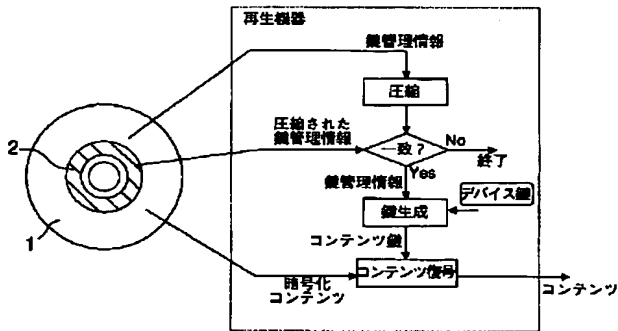 再生機器
鍵管理情報
圧縮
圧縮された
鍵管理情報
一致?
No
終了
Yes
鍵管理情報
デバイス鍵
鍵生成
コンテンツ鍵
コンテンツ復号
暗号化
コンテンツ
コンテンツ
2
1